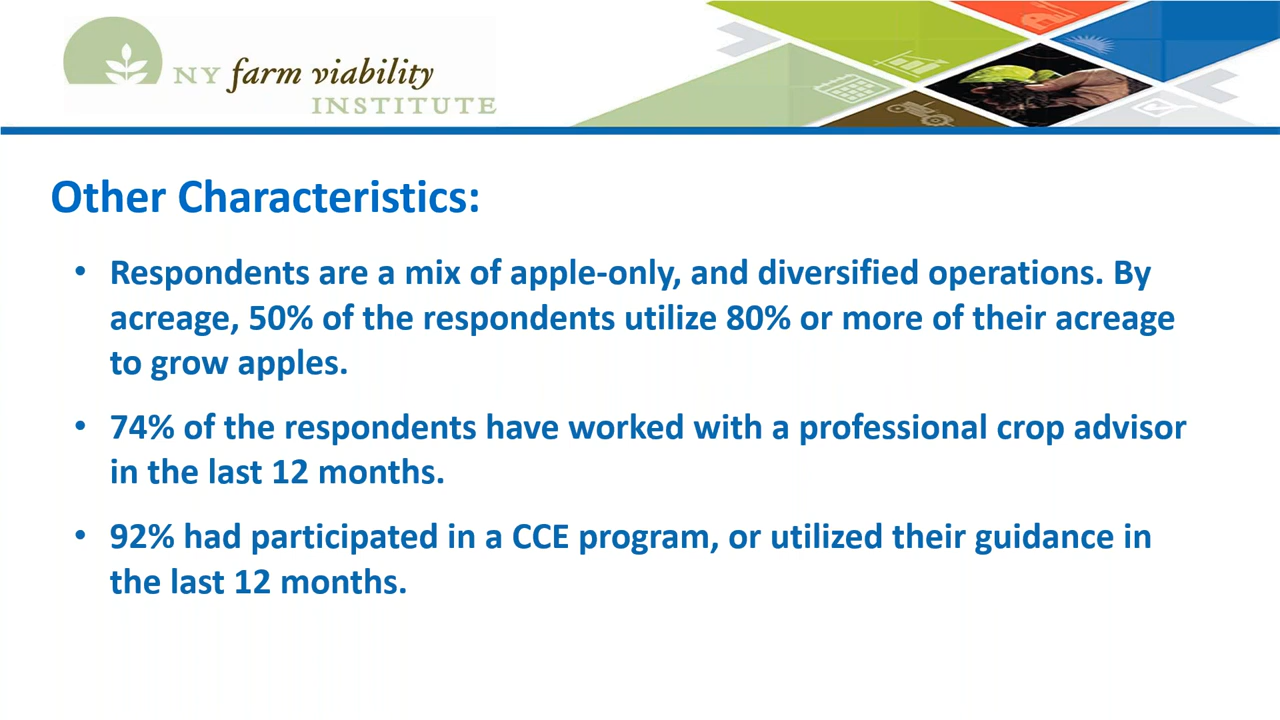 NY farm viability
INSTITUTE
Other Characteristics:
• Respondents are a mix of apple-only, and diversified operations. By
acreage, 50% of the respondents utilize 80% or more of their acreage
to grow apples.
• 74% of the respondents have worked with a professional crop advisor
in the last 12 months.
• 92% had participated in a CCE program, or utilized their guidance in
the last 12 months.